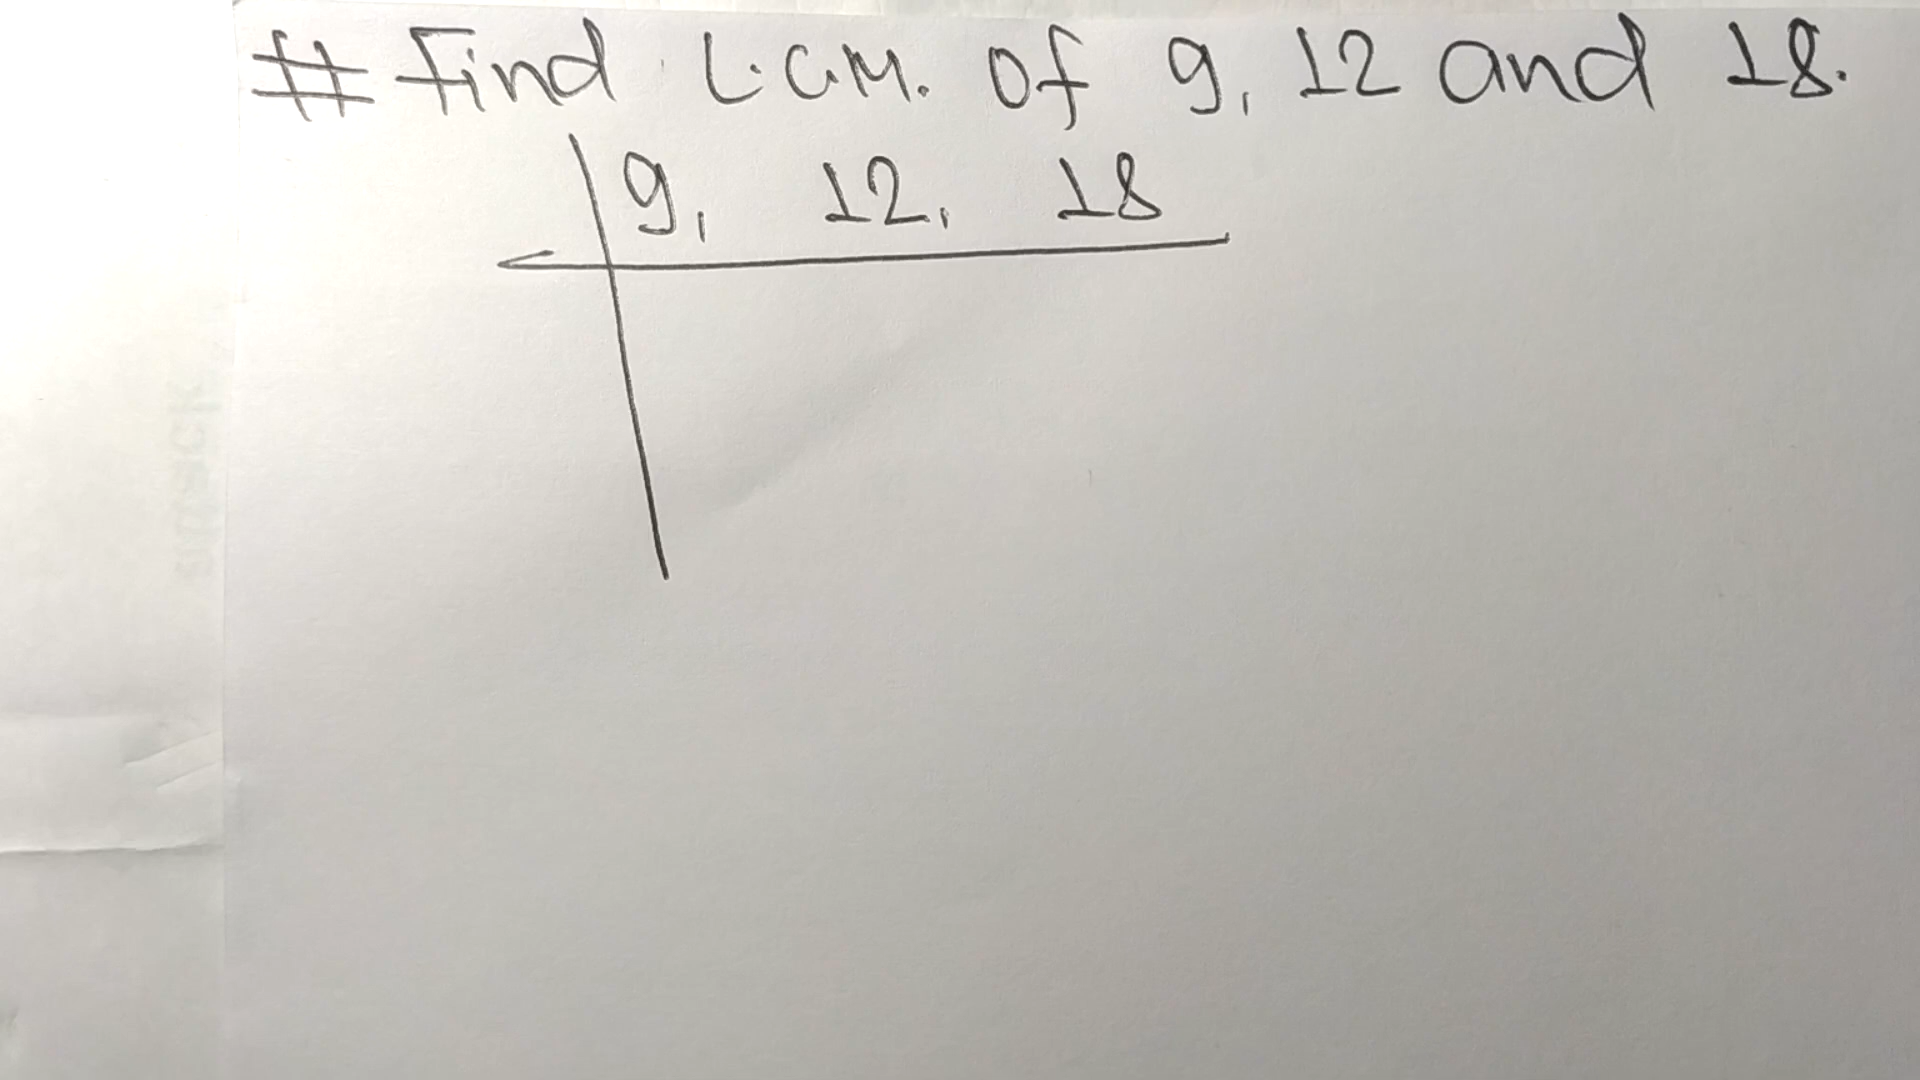 # Find L.C.M. of 9, 12 and 18.
9, 12, 18